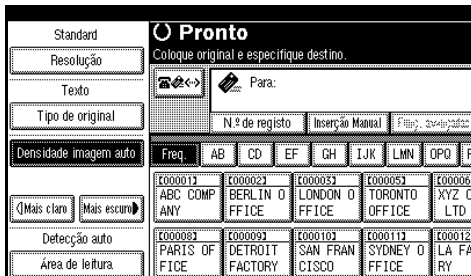 Standard
Resolução
Texto
Tipo de original
Densidade imagem auto
Mais claro
Mais escuro
Detecção auto
Área de leitura
Pronto
Coloque original e especifique destino.
Para:
N.º de registo
Inserção Manual
Freq.
AB
CD
EF
GH
IJK
LMN
OPQ
[00001]
ABC COMP
ANY
[00002]
BERLIN O
FFICE
[00003]
LONDON O
FFICE
[00005]
TORONTO
OFFICE
[00006
XYZ C
LTD
[00008]
PARIS OF
FICE
[00009]
DETROIT
FACTORY
[00010]
SAN FRAN
CISCO
[00011]
SYDNEY O
FFICE
[00012
LA FA
RY